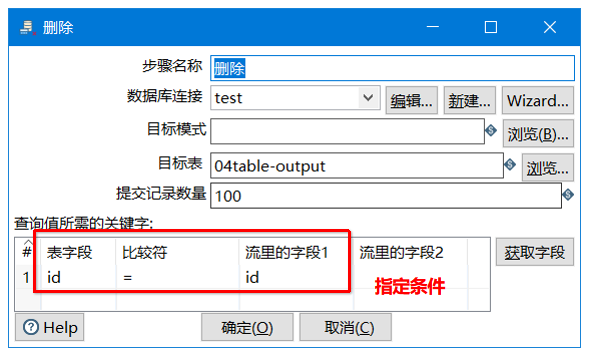 删除
步骤名称 删除
数据库连接 test 编辑... 新建... Wizard...
目标模式 浏览(B)...
目标表 04table-output 浏览...
提交记录数量 100
查询值所需的关键字:
# 表字段 比较符 流里的字段1 流里的字段2 获取字段
1 id = id 指定条件
Help 确定(O) 取消(C)